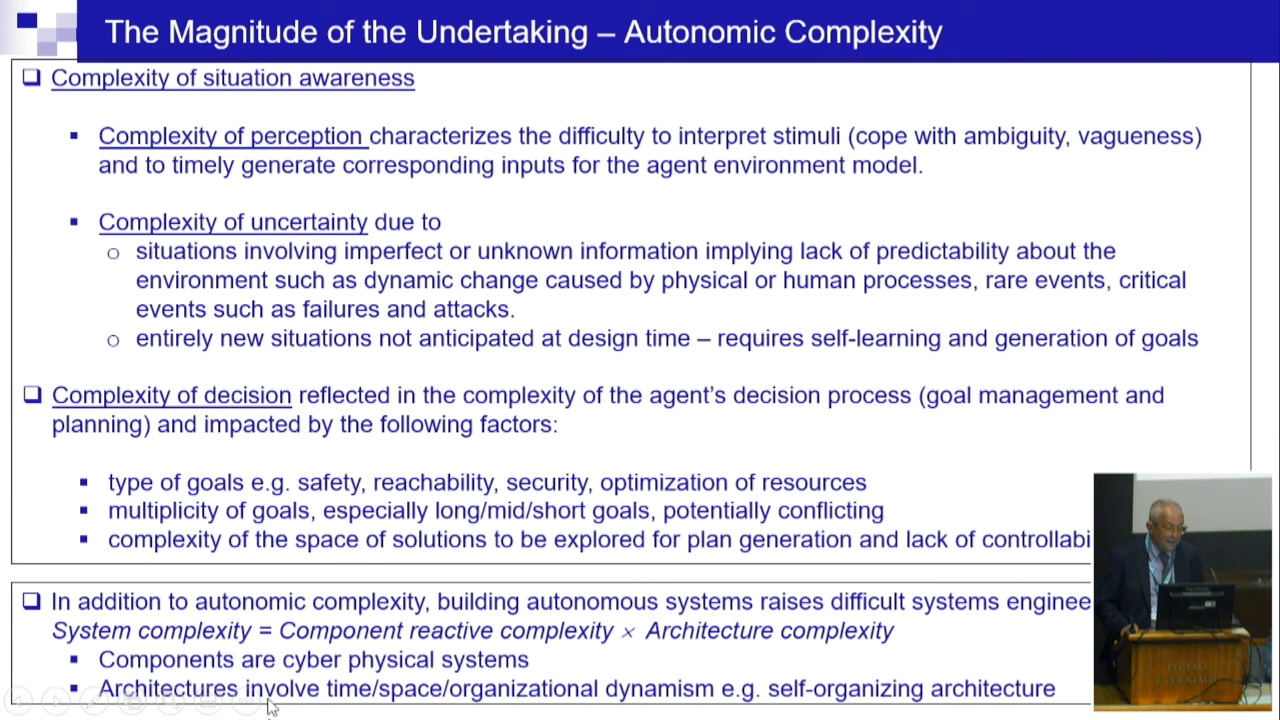 The Magnitude of the Undertaking – Autonomic Complexity
❑ Complexity of situation awareness
▪ Complexity of perception characterizes the difficulty to interpret stimuli (cope with ambiguity, vagueness)
and to timely generate corresponding inputs for the agent environment model.
▪ Complexity of uncertainty due to
o situations involving imperfect or unknown information implying lack of predictability about the
environment such as dynamic change caused by physical or human processes, rare events, critical
events such as failures and attacks.
o entirely new situations not anticipated at design time – requires self-learning and generation of goals
❑ Complexity of decision reflected in the complexity of the agent's decision process (goal management and
planning) and impacted by the following factors:
▪ type of goals e.g. safety, reachability, security, optimization of resources
▪ multiplicity of goals, especially long/mid/short goals, potentially conflicting
▪ complexity of the space of solutions to be explored for plan generation and lack of controllabi
❑ In addition to autonomic complexity, building autonomous systems raises difficult systems enginee
System complexity = Component reactive complexity × Architecture complexity
▪ Components are cyber physical systems
▪ Architectures involve time/space/organizational dynamism e.g. self-organizing architecture